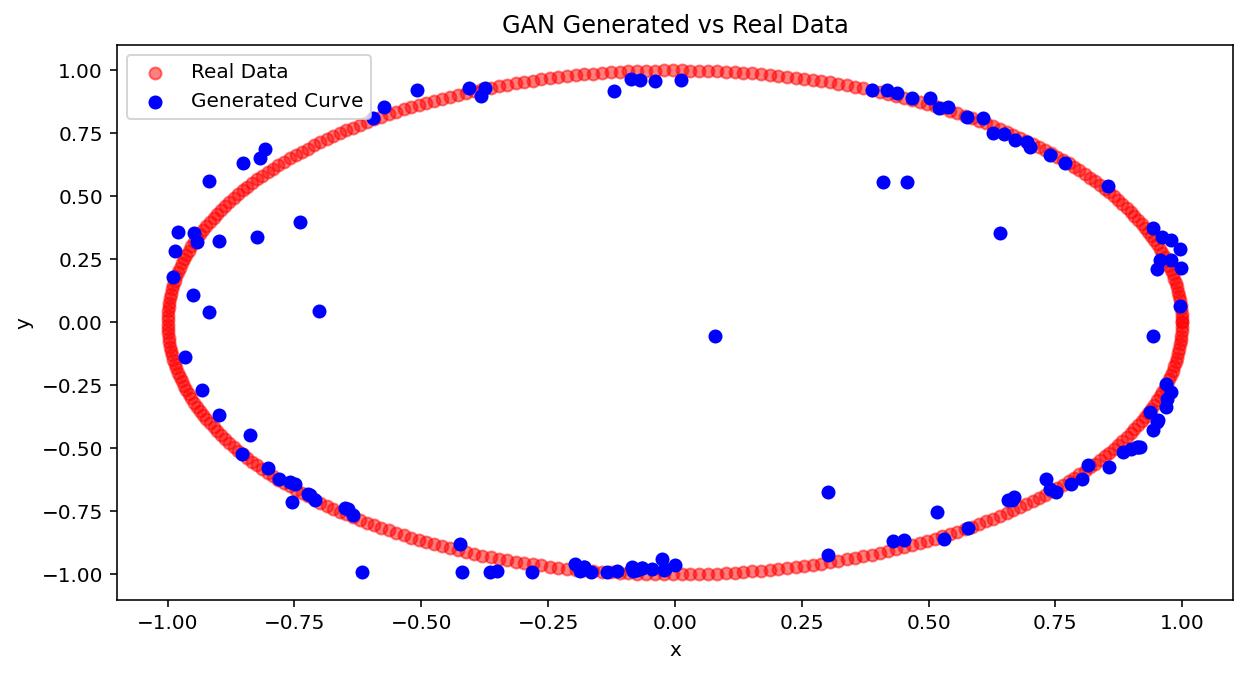 GAN Generated vs Real Data
Real Data
Generated Curve
1.00
0.75
0.50
0.25
0.00
−0.25
−0.50
−0.75
−1.00
y
−1.00 −0.75 −0.50 −0.25 0.00 0.25 0.50 0.75 1.00
x